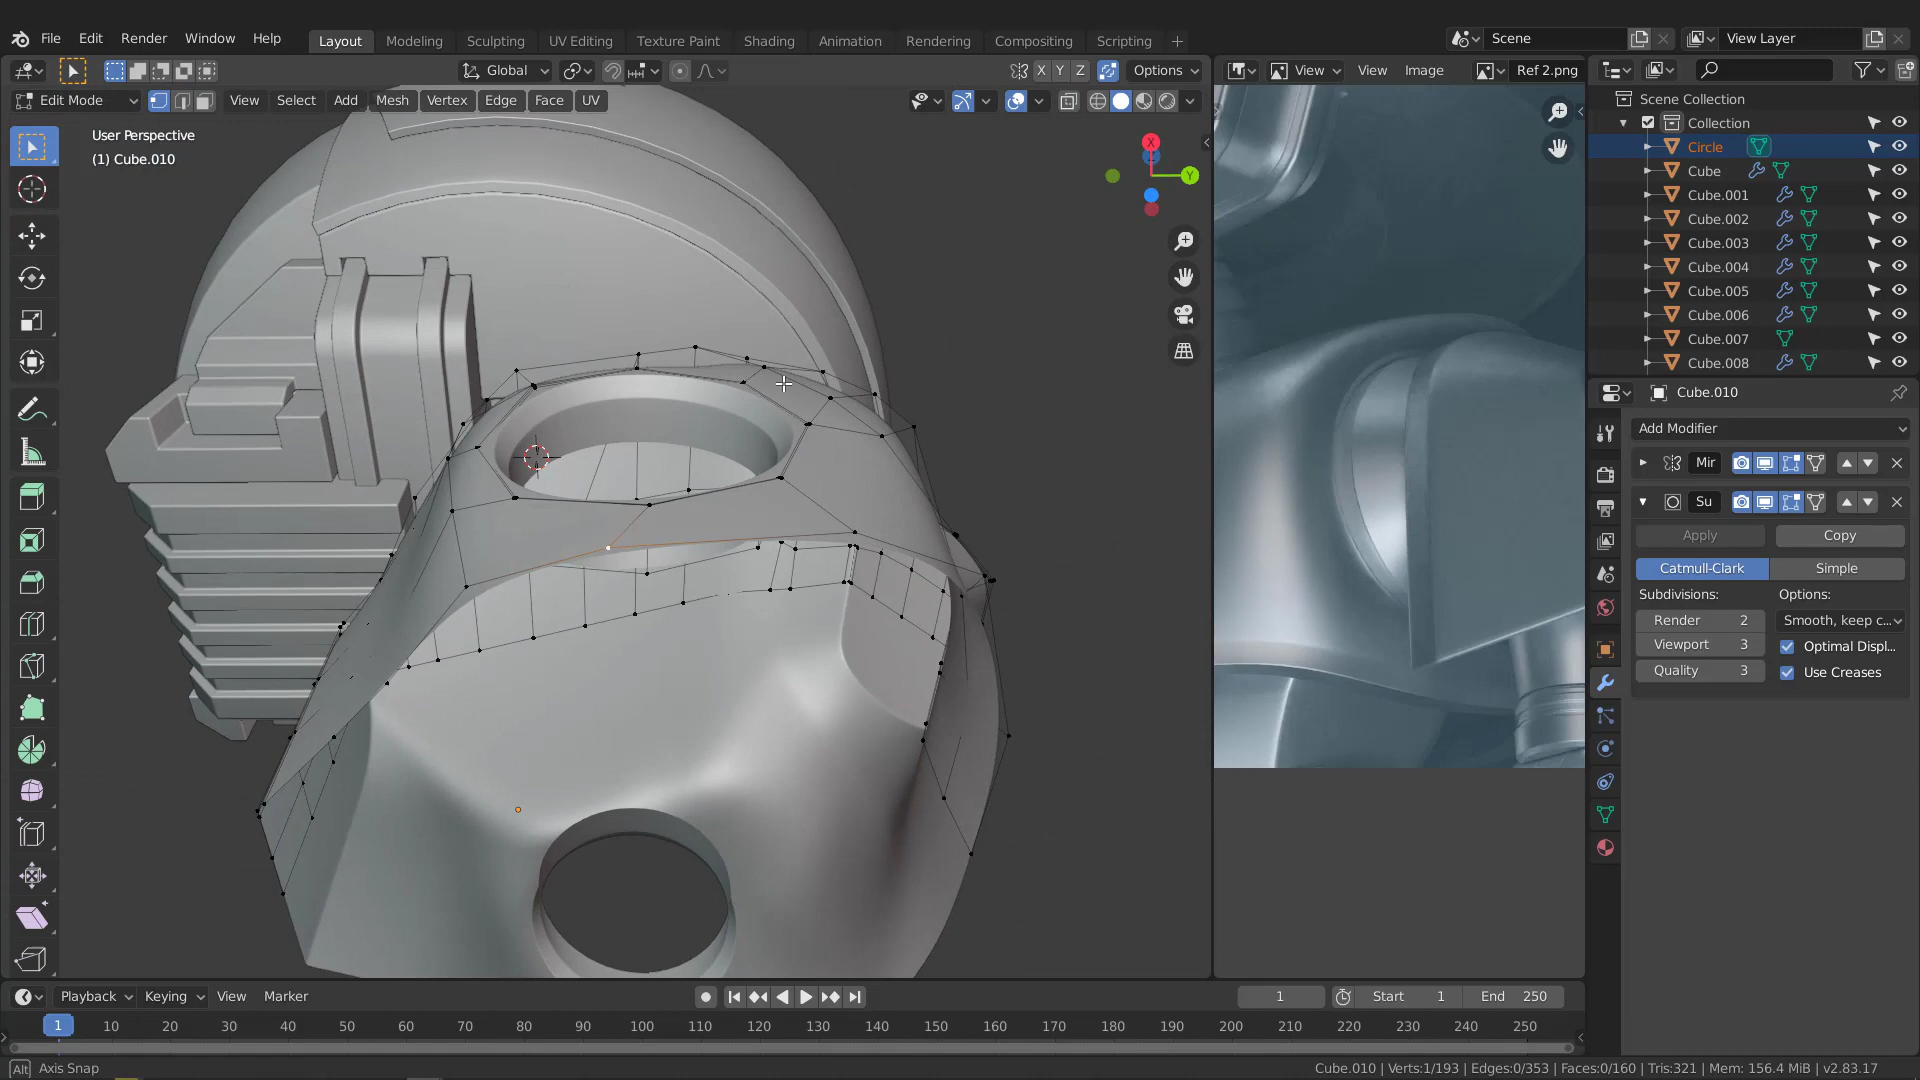 File Edit Render Window Help
Layout Modeling Sculpting UV Editing Texture Paint Shading Animation Rendering Compositing Scripting +
Scene
View Layer
Global
X Y Z
Options
View View Image Ref 2.png
Edit Mode View Select Add Mesh Vertex Edge Face UV
User Perspective
(1) Cube.010
X
Y
Scene Collection
Collection
Circle
Cube
Cube.001
Cube.002
Cube.003
Cube.004
Cube.005
Cube.006
Cube.007
Cube.008
Cube.010
Add Modifier
Mir
Su
Apply Copy
Catmull-Clark Simple
Subdivisions: Options:
Render 2 Smooth, keep c...
Viewport 3 Optimal Displ...
Quality 3 Use Creases
Playback Keying View Marker
1 Start 1 End 250
1 10 20 30 40 50 60 70 80 90 100 110 120 130 140 150 160 170 180 190 200 210 220 230 240 250
Alt Axis Snap
Cube.010 | Verts:1/193 | Edges:0/353 | Faces:0/160 | Tris:321 | Mem: 156.4 MiB | v2.83.17